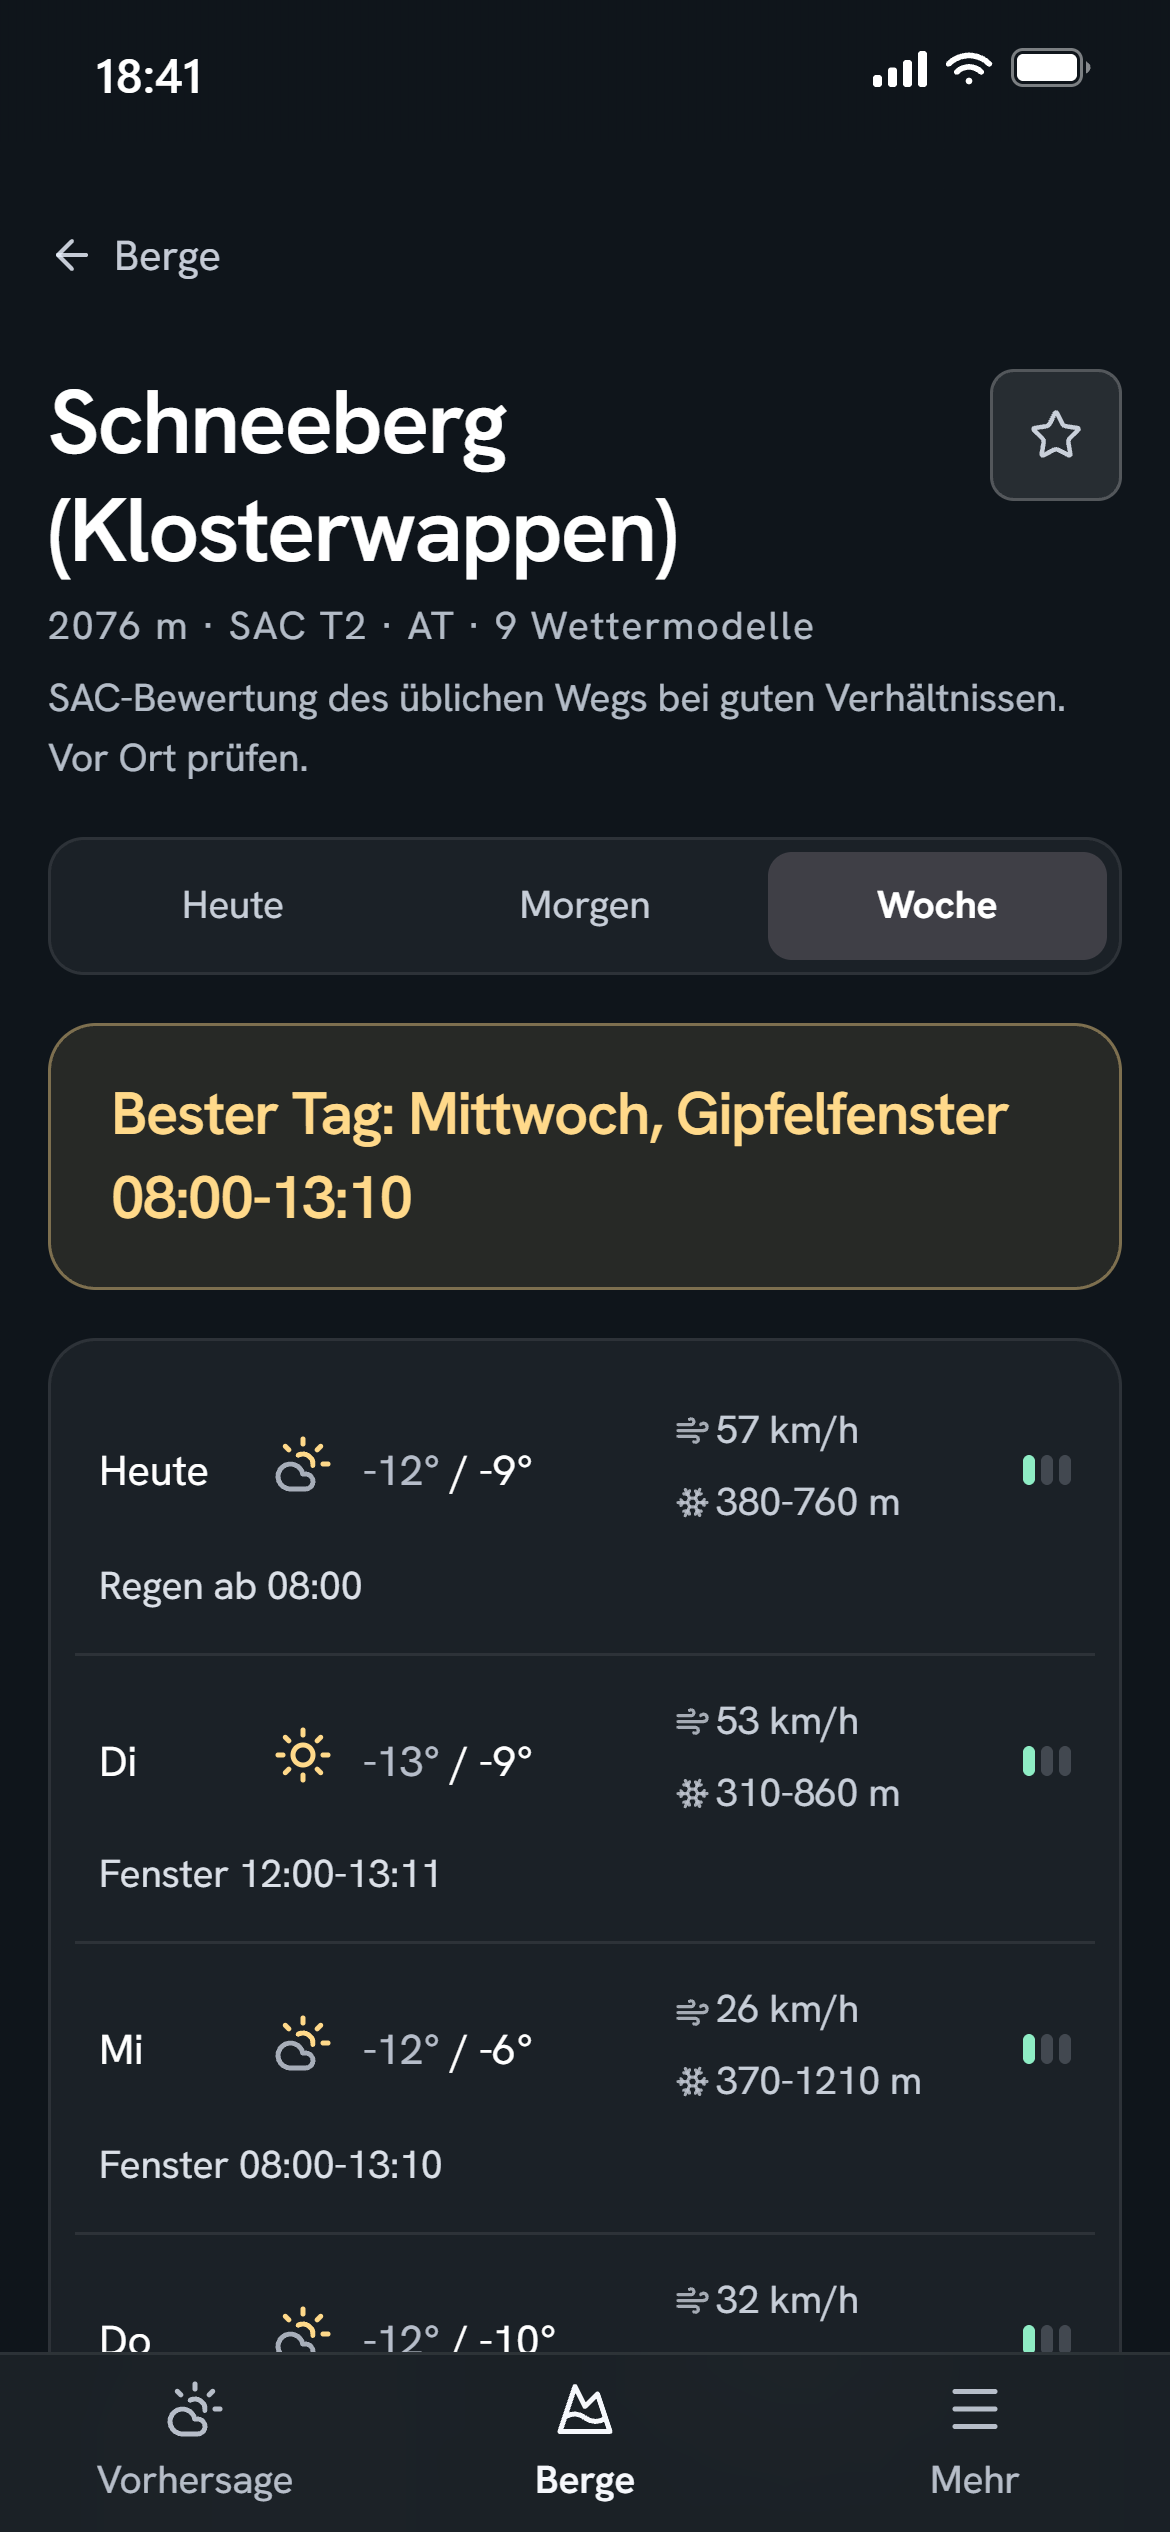 18:41
Berge
Schneeberg
(Klosterwappen)
2076 m · SAC T2 · AT · 9 Wettermodelle
SAC-Bewertung des üblichen Wegs bei guten Verhältnissen.
Vor Ort prüfen.
Heute Morgen Woche
Bester Tag: Mittwoch, Gipfelfenster
08:00-13:10
57 km/h
Heute -12° / -9°
380-760 m
Regen ab 08:00
53 km/h
Di -13° / -9°
310-860 m
Fenster 12:00-13:11
26 km/h
Mi -12° / -6°
370-1210 m
Fenster 08:00-13:10
32 km/h
Do -12° / -10°
Vorhersage Berge Mehr